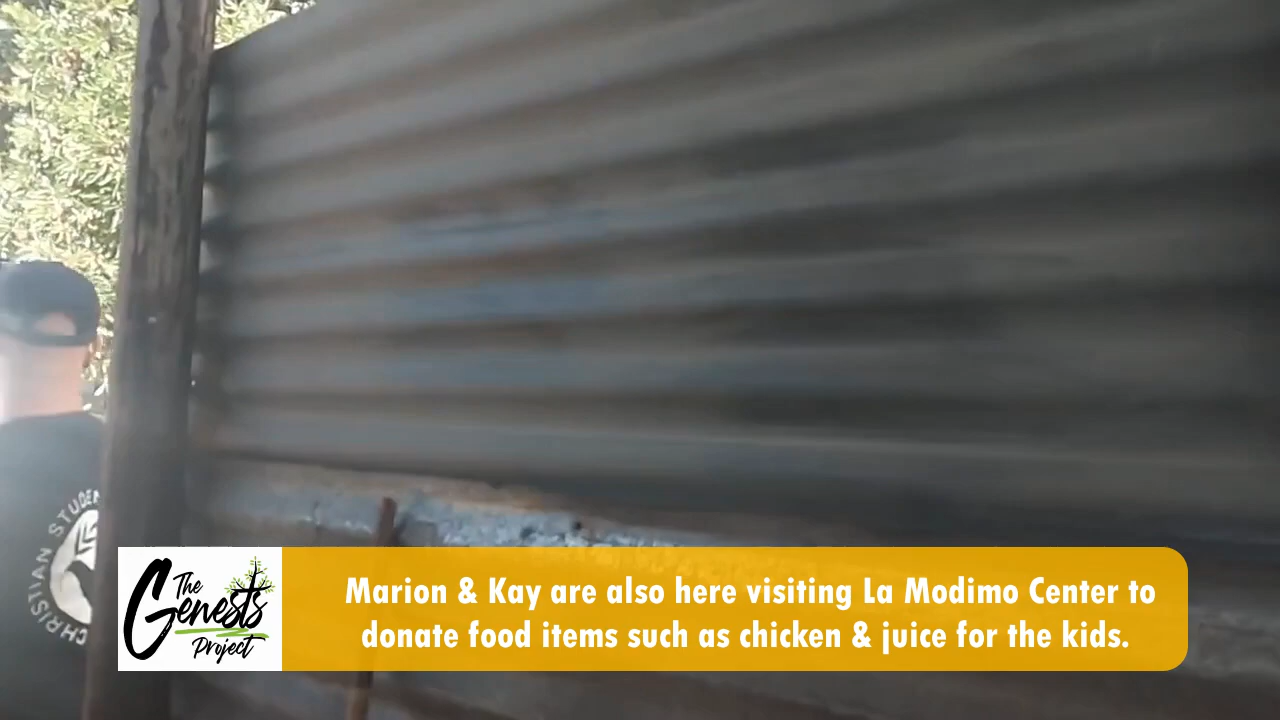 CHRISTIAN STUDEN
The
Genesis
Project
Marion & Kay are also here visiting La Modimo Center to
donate food items such as chicken & juice for the kids.